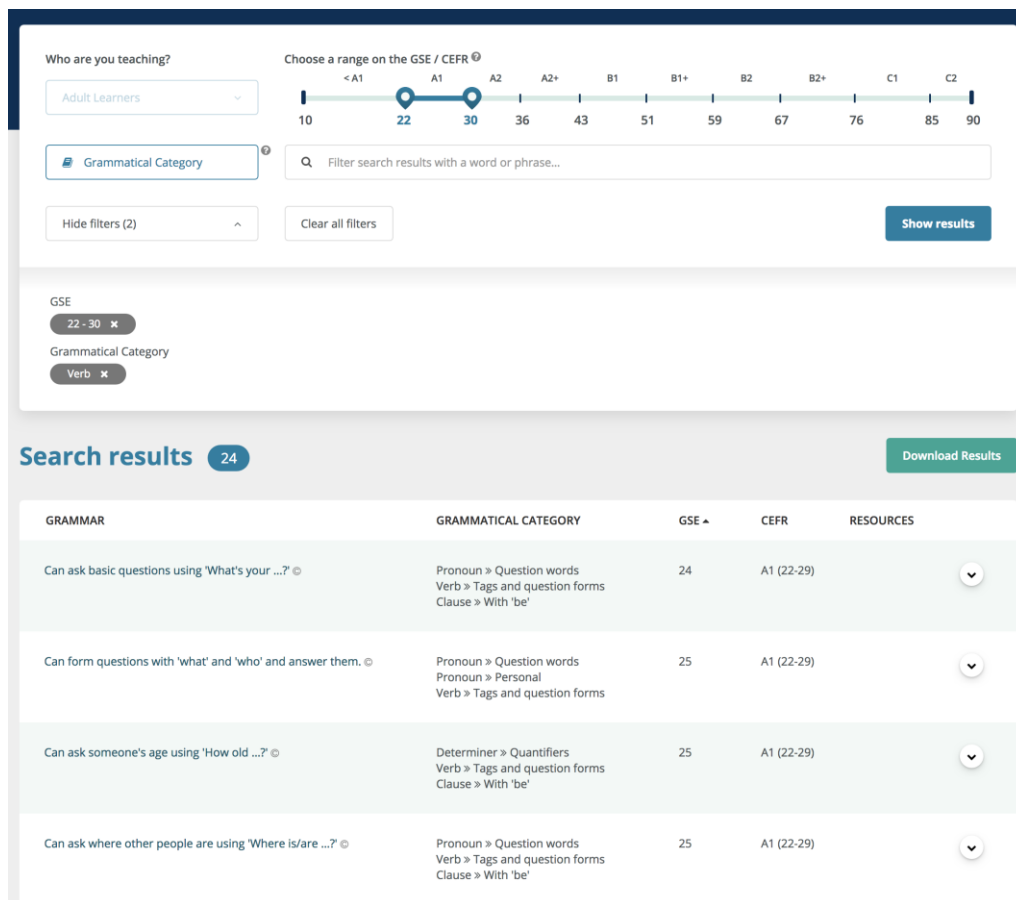 Who are you teaching?
Choose a range on the GSE / CEFR
Adult Learners
< A1 A1 A2 A2+ B1 B1+ B2 B2+ C1 C2
10 22 30 36 43 51 59 67 76 85 90
Grammatical Category
Filter search results with a word or phrase...
Hide filters (2)
Clear all filters
Show results
GSE
22 - 30 ×
Grammatical Category
Verb ×
Search results 24
Download Results
GRAMMAR GRAMMATICAL CATEGORY GSE CEFR RESOURCES
Can ask basic questions using 'What's your ...?' © Pronoun » Question words 24 A1 (22-29)
Verb » Tags and question forms
Clause » With 'be'
Can form questions with 'what' and 'who' and answer them. © Pronoun » Question words 25 A1 (22-29)
Pronoun » Personal
Verb » Tags and question forms
Can ask someone's age using 'How old ...?' © Determiner » Quantifiers 25 A1 (22-29)
Verb » Tags and question forms
Clause » With 'be'
Can ask where other people are using 'Where is/are ...?' © Pronoun » Question words 25 A1 (22-29)
Verb » Tags and question forms
Clause » With 'be'